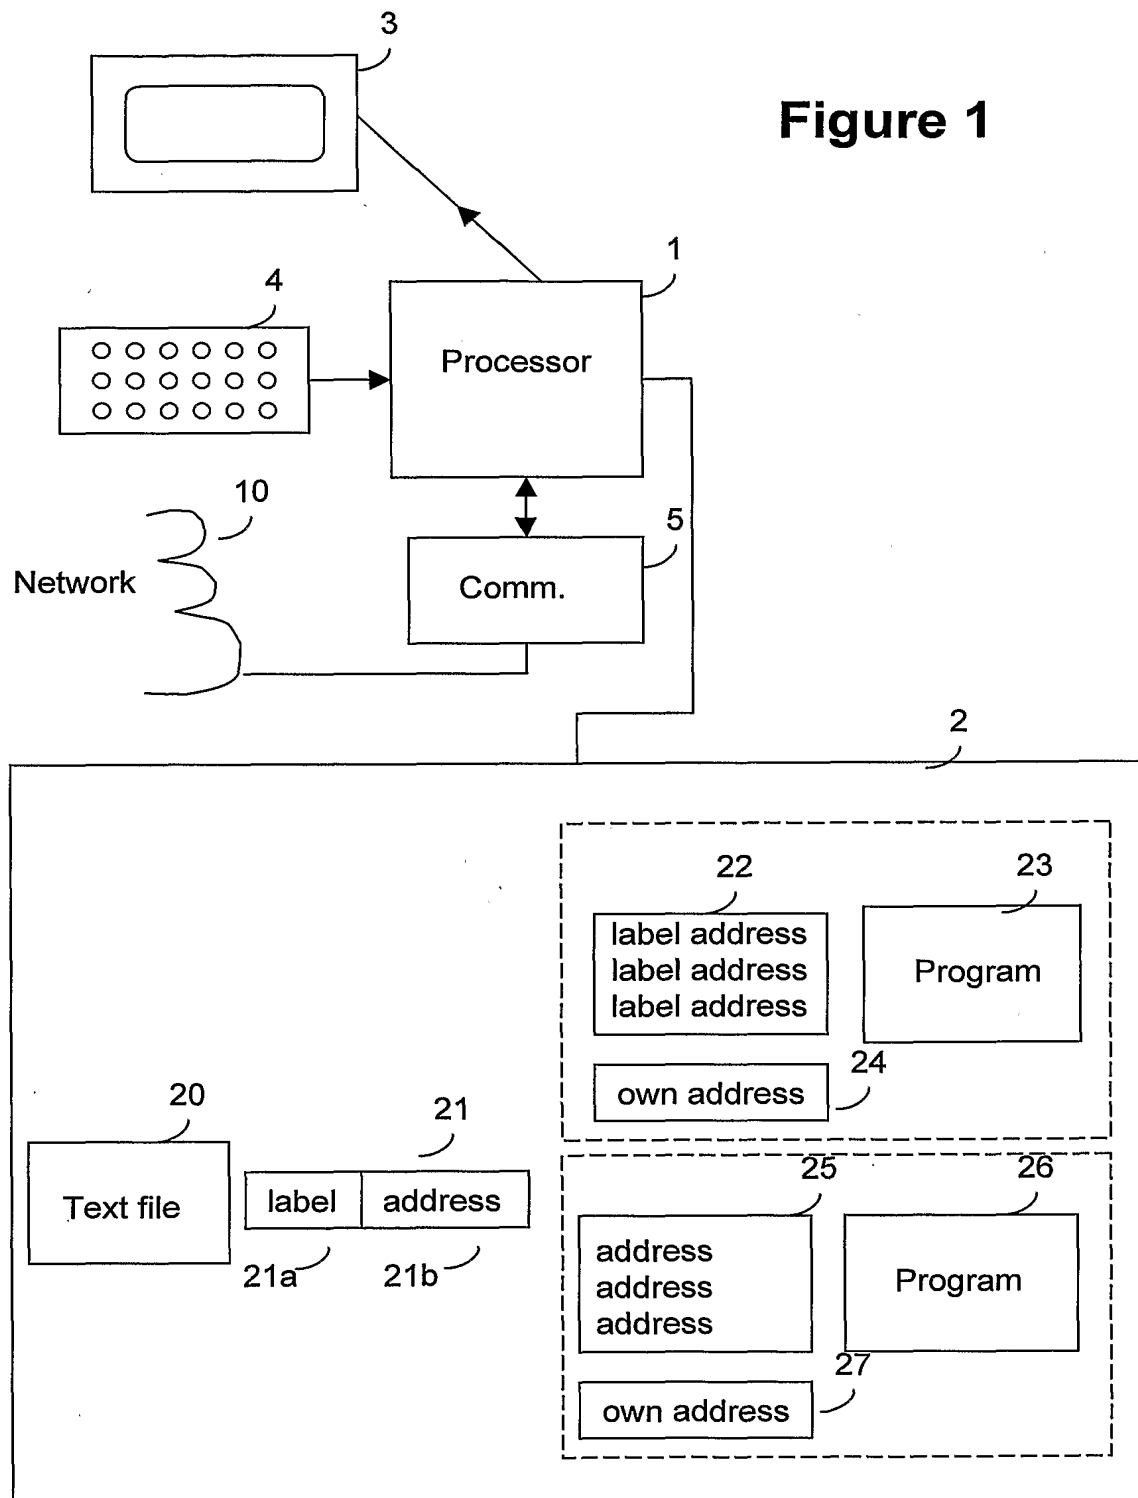 3
Figure 1
1
4
Processor
10
5
Network
Comm.
2
22
23
label address
label address
label address
Program
24
own address
20
21
25
26
Text file
label
address
21a
21b
address
address
address
Program
27
own address